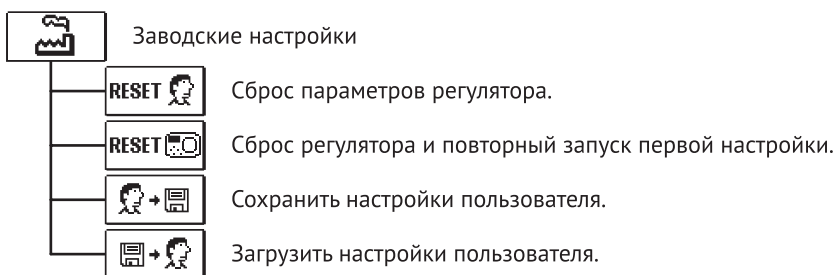 Заводские настройки
RESET Сброс параметров регулятора.
RESET Сброс регулятора и повторный запуск первой настройки.
Сохранить настройки пользователя.
Загрузить настройки пользователя.